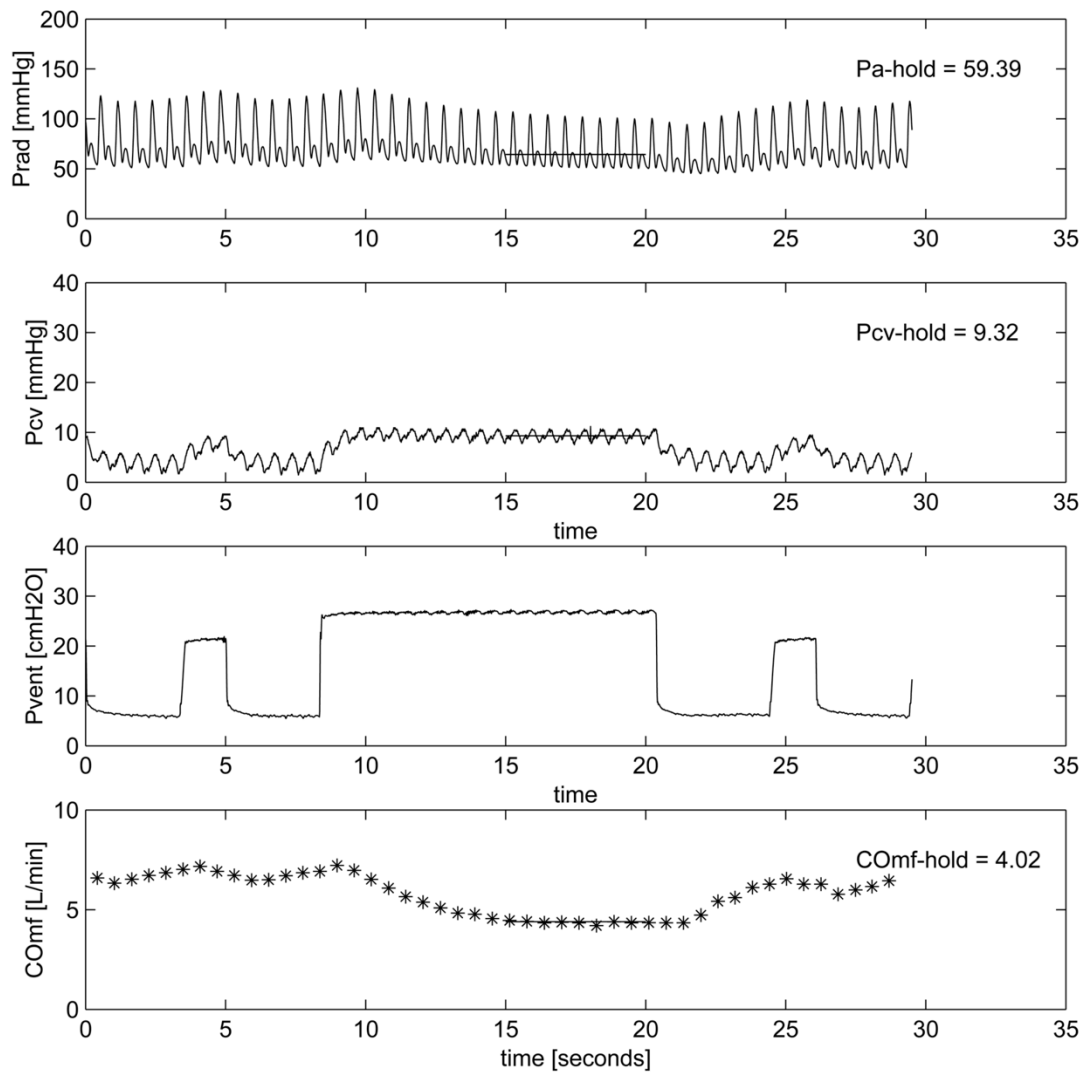 Prad [mmHg]
200
150
100
50
0
Pa-hold = 59.39
0 5 10 15 20 25 30 35
Pcv [mmHg]
40
30
20
10
0
Pcv-hold = 9.32
0 5 10 15 20 25 30 35
time
Pvent [cmH2O]
40
30
20
10
0
0 5 10 15 20 25 30 35
time
COmf [L/min]
10
5
0
COmf-hold = 4.02
0 5 10 15 20 25 30 35
time [seconds]